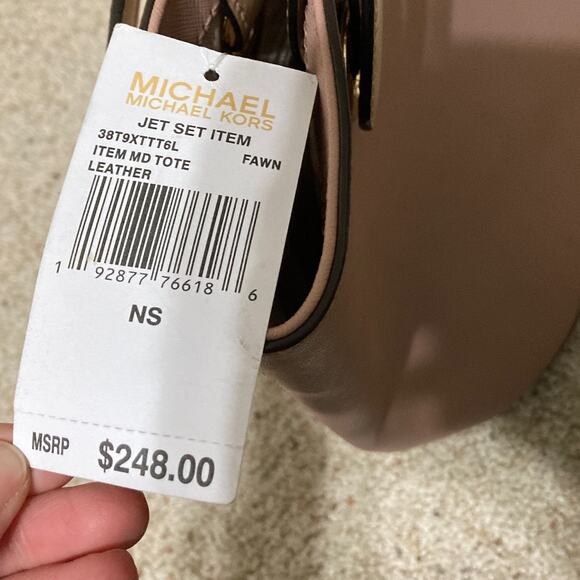 MICHAEL
MICHAEL KORS
JET SET ITEM
38T9XTTT6L
ITEM MD TOTE FAWN
LEATHER
1 92877 76618 6
NS
MSRP $248.00